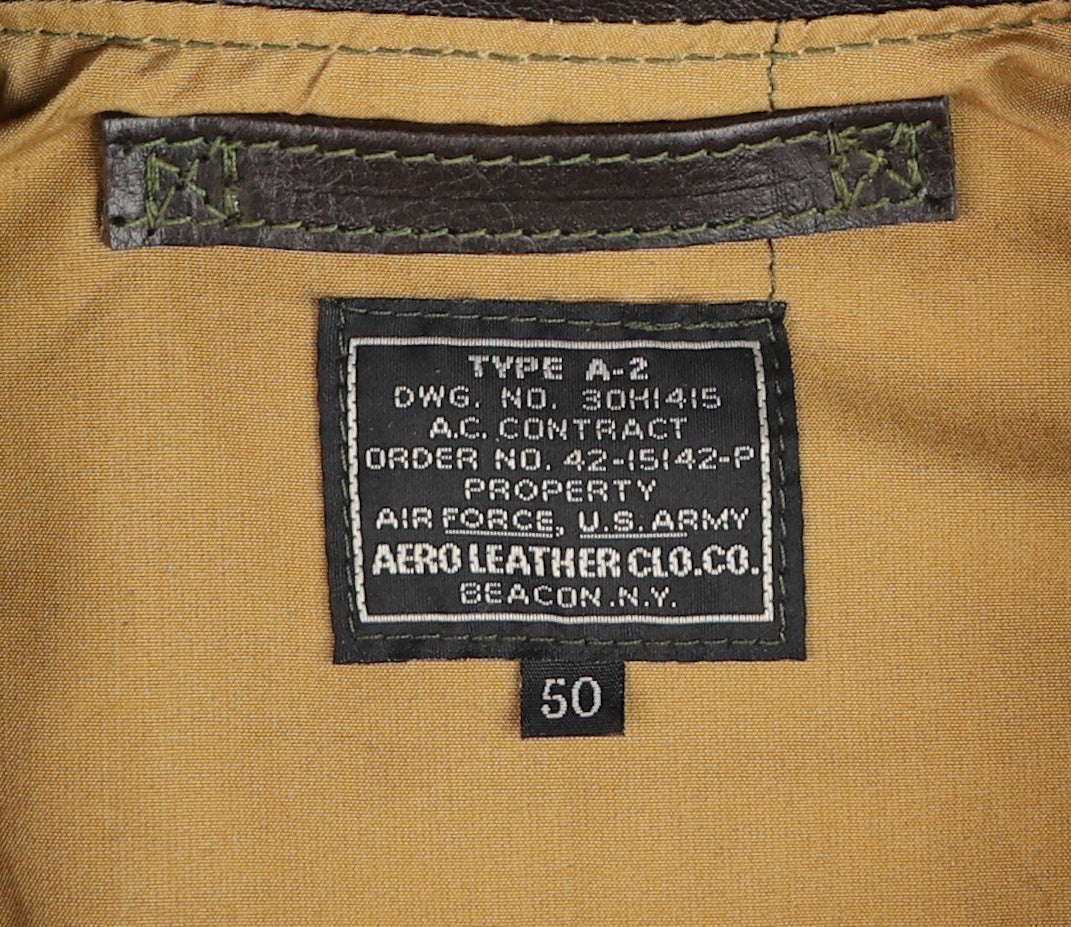 TYPE A-2
DWG. NO. 30H1415
A.C. CONTRACT
ORDER NO. 42-15142-P
PROPERTY
AIR FORCE, U.S. ARMY
AERO LEATHER CLO.CO.
BEACON.N.Y.
50